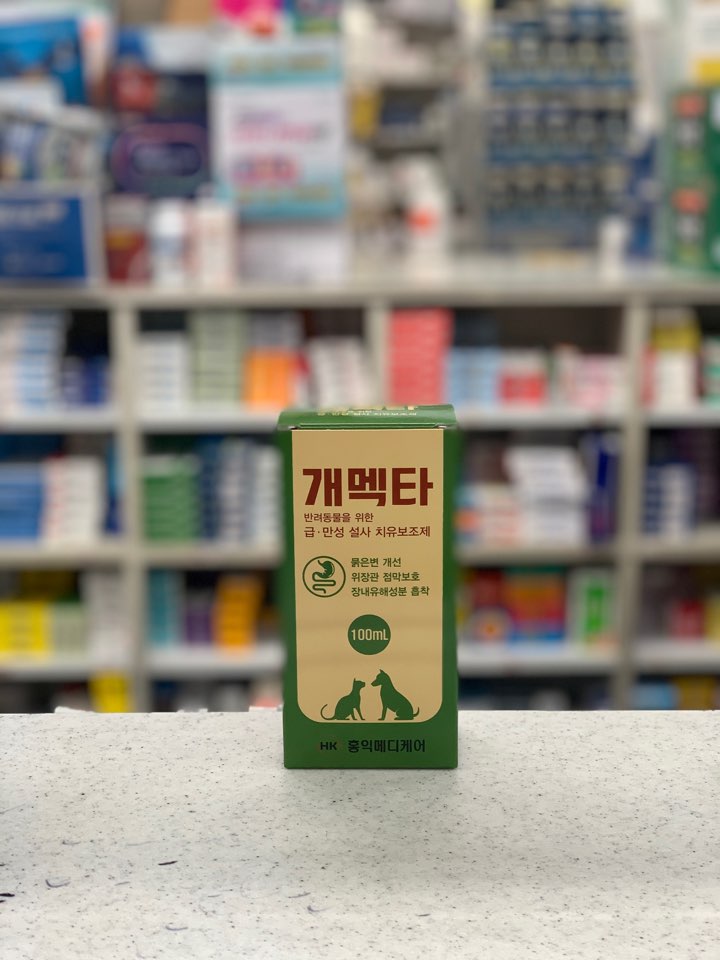 개멕타
반려동물을 위한
급·만성 설사 치유보조제
묽은변 개선
위장관 점막보호
장내유해성분 흡착
100mL
HK 홍익메디케어